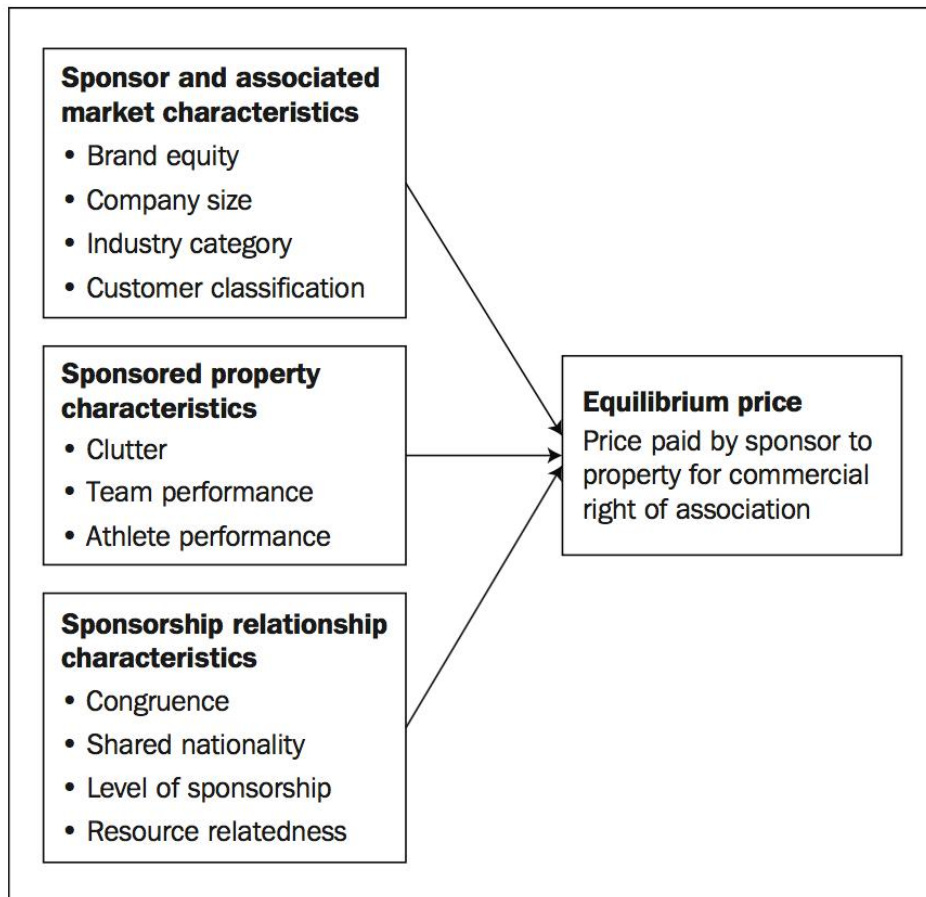 Sponsor and associated
market characteristics
• Brand equity
• Company size
• Industry category
• Customer classification
Sponsored property
characteristics
• Clutter
• Team performance
• Athlete performance
Sponsorship relationship
characteristics
• Congruence
• Shared nationality
• Level of sponsorship
• Resource relatedness
Equilibrium price
Price paid by sponsor to
property for commercial
right of association